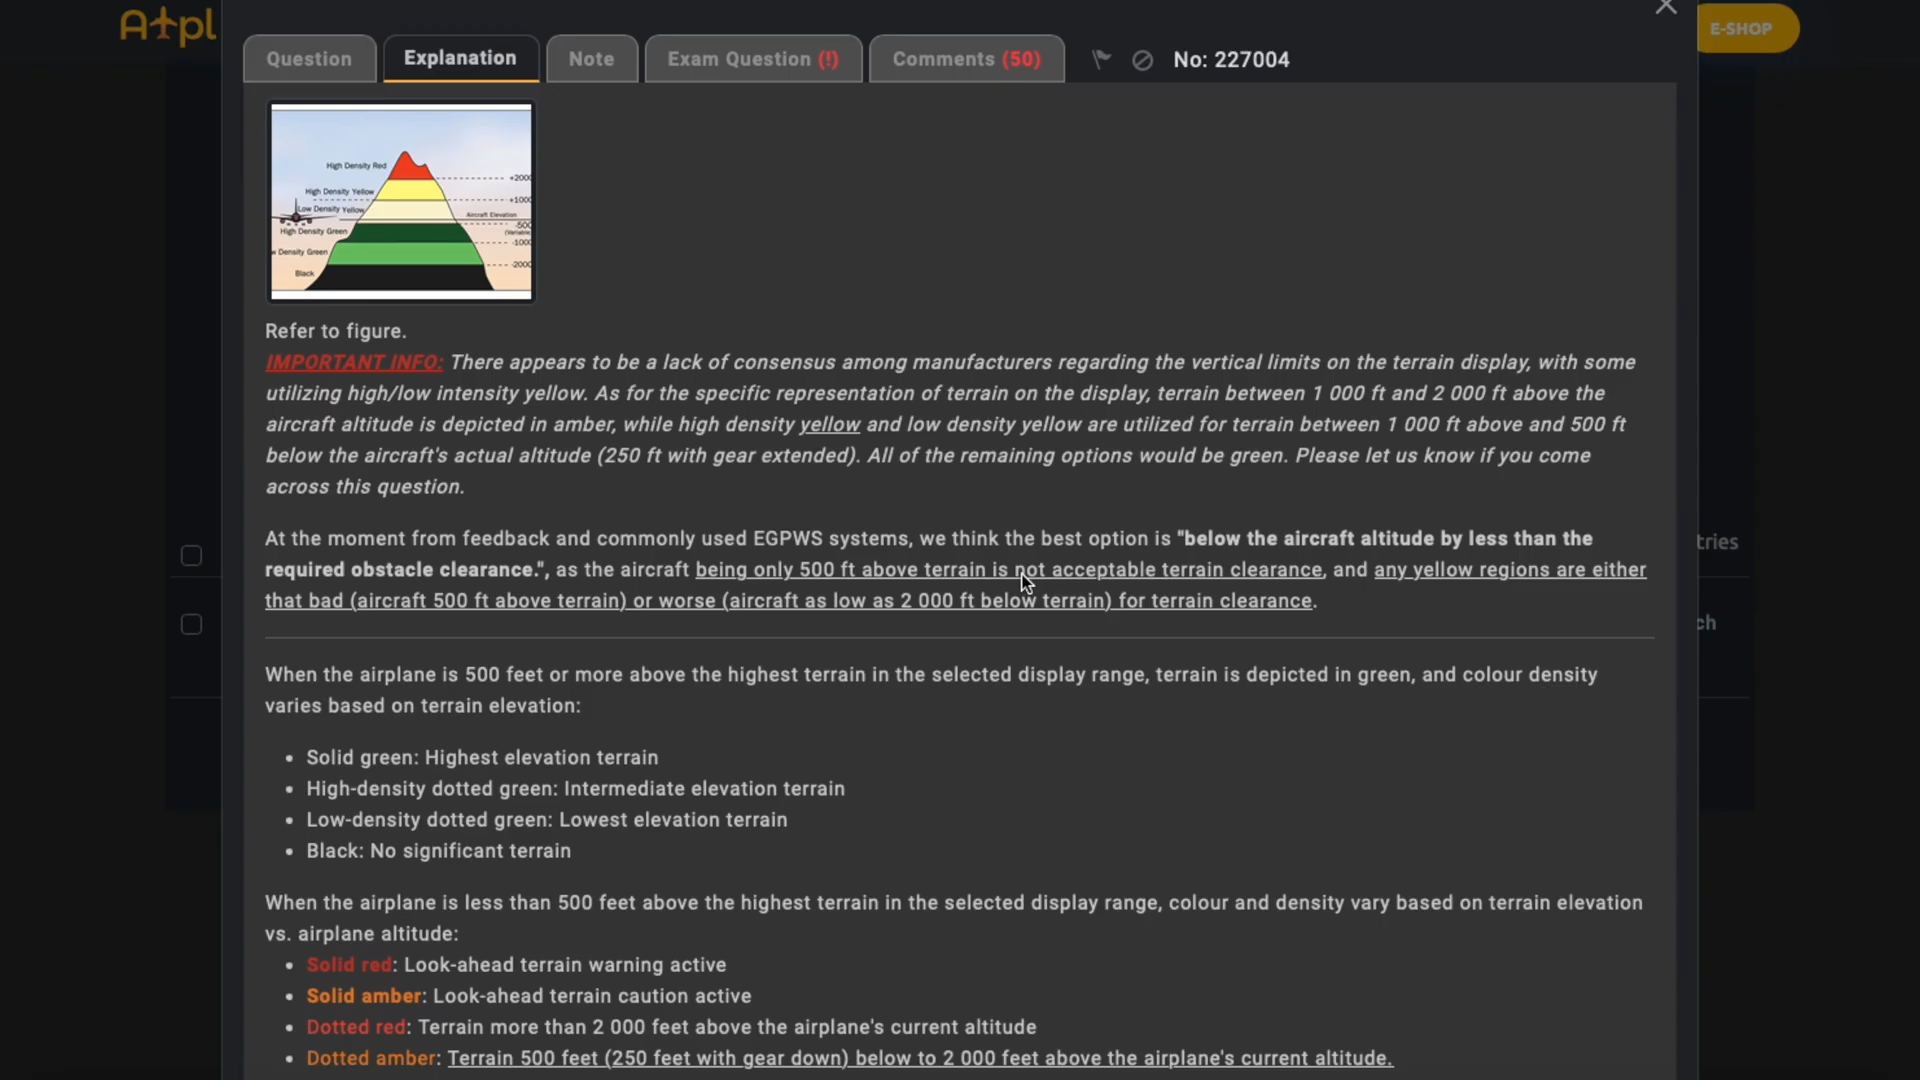 Atpl
E-SHOP
Question
Explanation
Note
Exam Question (!)
Comments (50)
No: 227004
High Density Red
+2000
High Density Yellow
+1000
Low Density Yellow
Aircraft Elevation
-500
(Variable)
High Density Green
-1000
w Density Green
-2000
Black
Refer to figure.
IMPORTANT INFO: There appears to be a lack of consensus among manufacturers regarding the vertical limits on the terrain display, with some
utilizing high/low intensity yellow. As for the specific representation of terrain on the display, terrain between 1 000 ft and 2 000 ft above the
aircraft altitude is depicted in amber, while high density yellow and low density yellow are utilized for terrain between 1 000 ft above and 500 ft
below the aircraft's actual altitude (250 ft with gear extended). All of the remaining options would be green. Please let us know if you come
across this question.
At the moment from feedback and commonly used EGPWS systems, we think the best option is "below the aircraft altitude by less than the
required obstacle clearance.", as the aircraft being only 500 ft above terrain is not acceptable terrain clearance, and any yellow regions are either
that bad (aircraft 500 ft above terrain) or worse (aircraft as low as 2 000 ft below terrain) for terrain clearance.
tries
ch
When the airplane is 500 feet or more above the highest terrain in the selected display range, terrain is depicted in green, and colour density
varies based on terrain elevation:
• Solid green: Highest elevation terrain
• High-density dotted green: Intermediate elevation terrain
• Low-density dotted green: Lowest elevation terrain
• Black: No significant terrain
When the airplane is less than 500 feet above the highest terrain in the selected display range, colour and density vary based on terrain elevation
vs. airplane altitude:
• Solid red: Look-ahead terrain warning active
• Solid amber: Look-ahead terrain caution active
• Dotted red: Terrain more than 2 000 feet above the airplane's current altitude
• Dotted amber: Terrain 500 feet (250 feet with gear down) below to 2 000 feet above the airplane's current altitude.